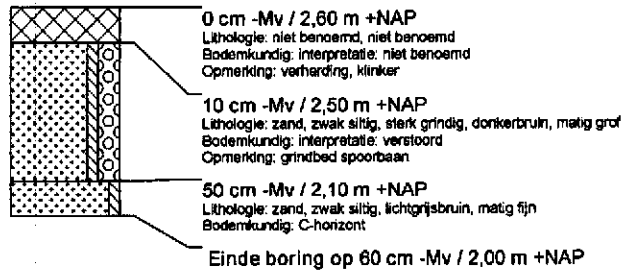 0 cm -Mv / 2,60 m +NAP
Lithologie: niet benoemd, niet benoemd
Bodemkundig: interpretatie: niet benoemd
Opmerking: verharding, klinker
10 cm -Mv / 2,50 m +NAP
Lithologie: zand, zwak siltig, sterk grindig, donkerbruin, matig grof
Bodemkundig: interpretatie: verstoord
Opmerking: grindbed spoorbaan
50 cm -Mv / 2,10 m +NAP
Lithologie: zand, zwak siltig, lichtgrijsbruin, matig fijn
Bodemkundig: C-horizont
Einde boring op 60 cm -Mv / 2,00 m +NAP